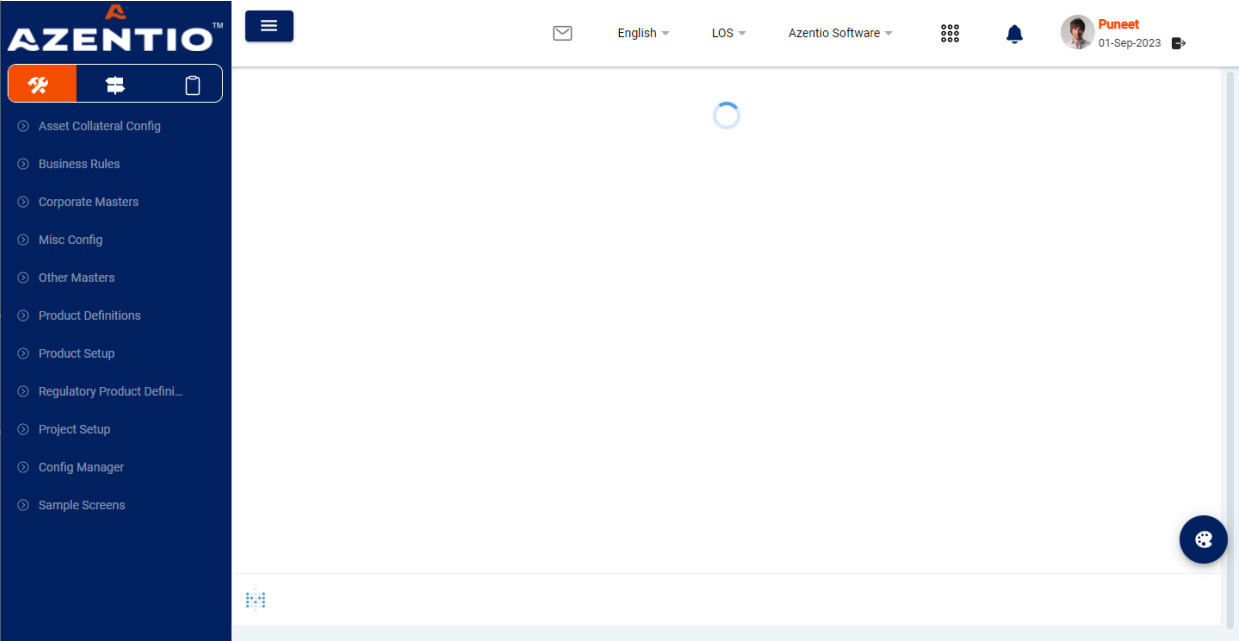 AZENTIO™
English
LOS
Azentio Software
Puneet
01-Sep-2023
Asset Collateral Config
Business Rules
Corporate Masters
Misc Config
Other Masters
Product Definitions
Product Setup
Regulatory Product Defini...
Project Setup
Config Manager
Sample Screens